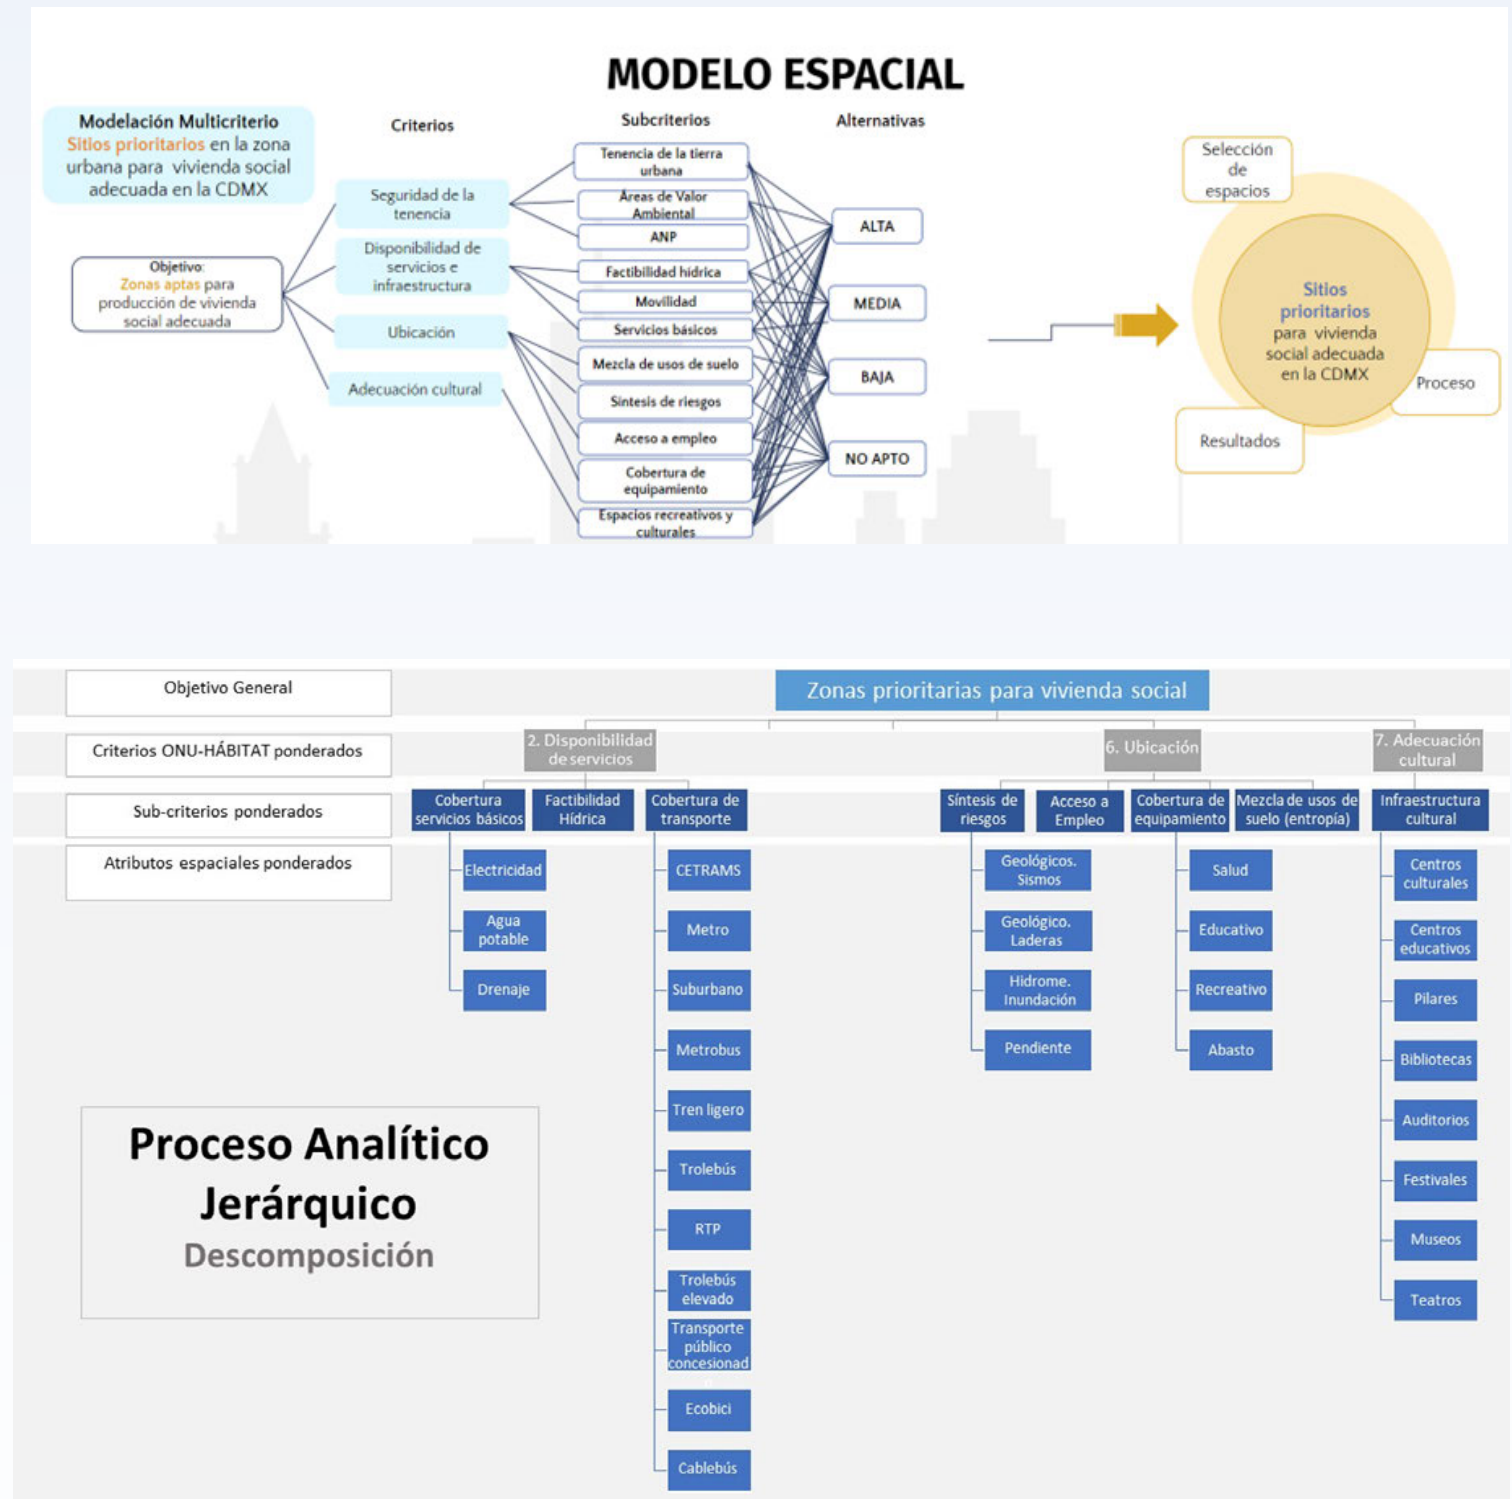 MODELO ESPACIAL
Modelación Multicriterio
Sitios prioritarios en la zona
urbana para vivienda social
adecuada en la CDMX
Criterios
Subcriterios
Alternativas
Objetivo:
Zonas aptas para
producción de vivienda
social adecuada
Seguridad de la
tenencia
Disponibilidad de
servicios e
infraestructura
Ubicación
Adecuación cultural
Tenencia de la tierra
urbana
Áreas de Valor
Ambiental
ANP
Factibilidad hídrica
Movilidad
Servicios básicos
Mezcla de usos de suelo
Síntesis de riesgos
Acceso a empleo
Cobertura de
equipamiento
Espacios recreativos y
culturales
ALTA
MEDIA
BAJA
NO APTO
Selección
de
espacios
Sitios
prioritarios
para vivienda
social adecuada
en la CDMX
Proceso
Resultados
Objetivo General
Zonas prioritarias para vivienda social
Criterios ONU-HÁBITAT ponderados
2. Disponibilidad
de servicios
6. Ubicación
7. Adecuación
cultural
Sub-criterios ponderados
Cobertura
servicios básicos
Factibilidad
Hídrica
Cobertura de
transporte
Síntesis de
riesgos
Acceso a
Empleo
Cobertura de
equipamiento
Mezcla de usos de
suelo (entropía)
Infraestructura
cultural
Atributos espaciales ponderados
Electricidad
Agua
potable
Drenaje
CETRAMS
Metro
Suburbano
Metrobus
Tren ligero
Trolebús
RTP
Trolebús
elevado
Transporte
público
concesionad
Ecobici
Cablebús
Geológicos.
Sismos
Geológico.
Laderas
Hidrome.
Inundación
Pendiente
Salud
Educativo
Recreativo
Abasto
Centros
culturales
Centros
educativos
Pilares
Bibliotecas
Auditorios
Festivales
Museos
Teatros
Proceso Analítico
Jerárquico
Descomposición